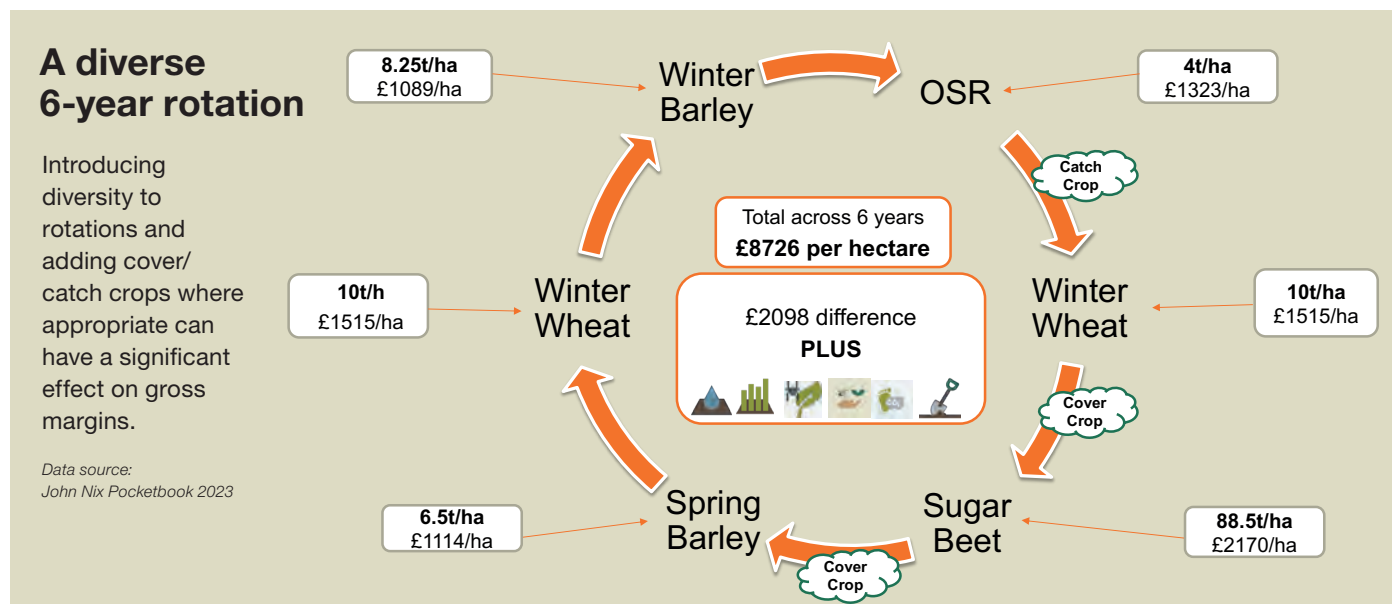 A diverse
6-year rotation
Introducing
diversity to
rotations and
adding cover/
catch crops where
appropriate can
have a significant
effect on gross
margins.
Data source:
John Nix Pocketbook 2023
8.25t/ha
£1089/ha
Winter
Barley
OSR
4t/ha
£1323/ha
Catch
Crop
Total across 6 years
£8726 per hectare
10t/h
£1515/ha
Winter
Wheat
£2098 difference
PLUS
Winter
Wheat
10t/ha
£1515/ha
Cover
Crop
6.5t/ha
£1114/ha
Spring
Barley
Cover
Crop
Sugar
Beet
88.5t/ha
£2170/ha